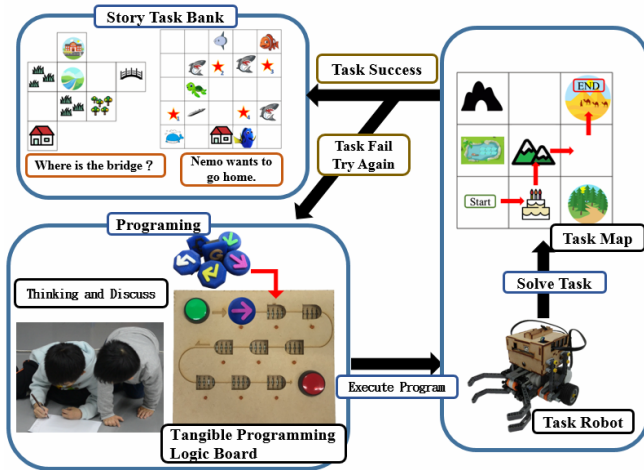 Story Task Bank
Where is the bridge ?
Nemo wants to
go home.
Task Success
Task Fail
Try Again
END
Start
Task Map
Solve Task
Task Robot
Programing
Thinking and Discuss
Tangible Programming
Logic Board
Execute Program